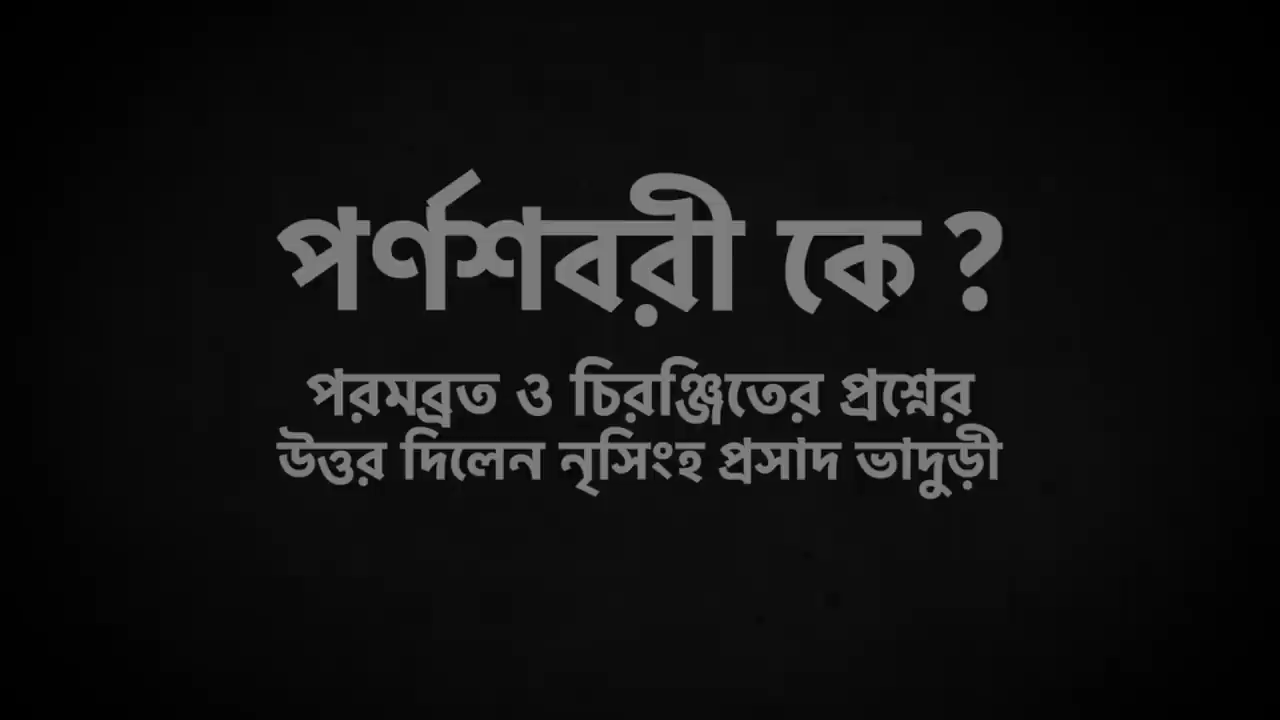 পর্ণশবরী কে ?
পরমব্রত ও চিরঞ্জিতের প্রশ্নের
উত্তর দিলেন নৃসিংহ প্রসাদ ভাদুড়ী